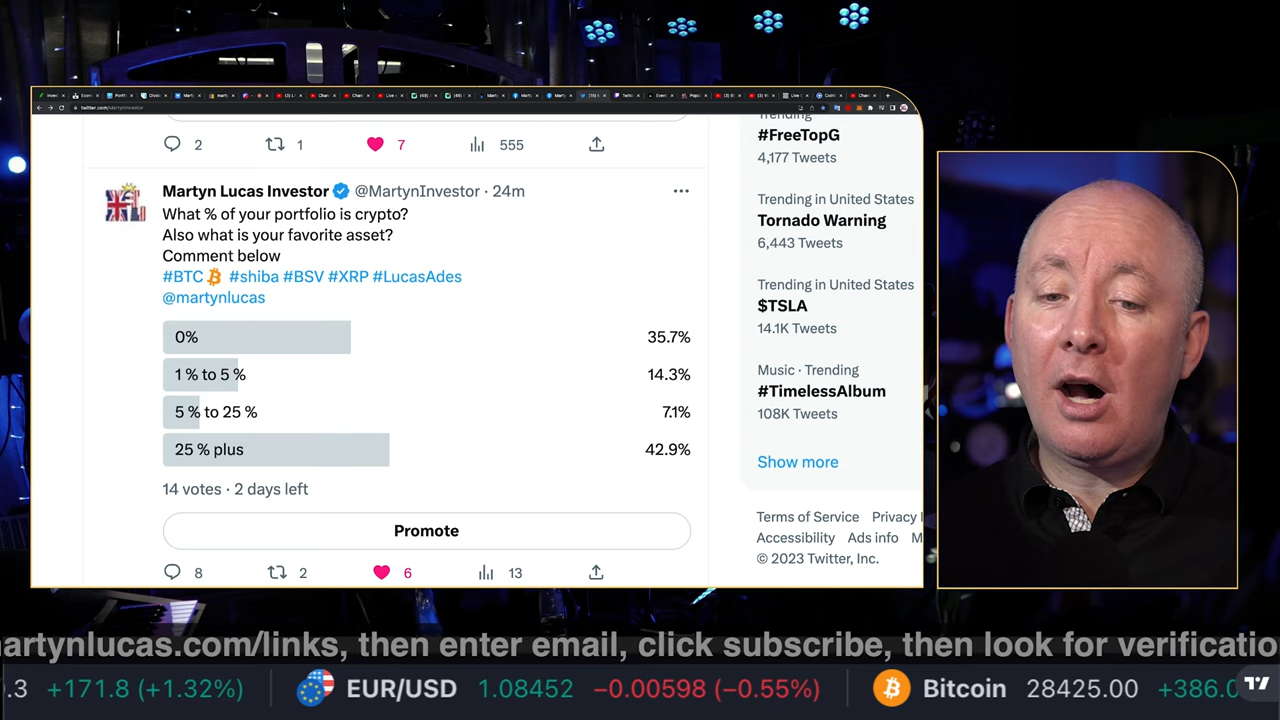 twitter.com/MartynInvestor
2 1 7 555
Martyn Lucas Investor @MartynInvestor · 24m
What % of your portfolio is crypto?
Also what is your favorite asset?
Comment below
#BTC #shiba #BSV #XRP #LucasAdes
@martynlucas
0% 35.7%
1 % to 5 % 14.3%
5 % to 25 % 7.1%
25 % plus 42.9%
14 votes · 2 days left
Promote
8 2 6 13
Trending
#FreeTopG
4,177 Tweets
Trending in United States
Tornado Warning
6,443 Tweets
Trending in United States
$TSLA
14.1K Tweets
Music · Trending
#TimelessAlbum
108K Tweets
Show more
Terms of Service Privacy
Accessibility Ads info M
© 2023 Twitter, Inc.
artynlucas.com/links, then enter email, click subscribe, then look for verificatio
.3 +171.8 (+1.32%) EUR/USD 1.08452 −0.00598 (−0.55%) Bitcoin 28425.00 +386.0